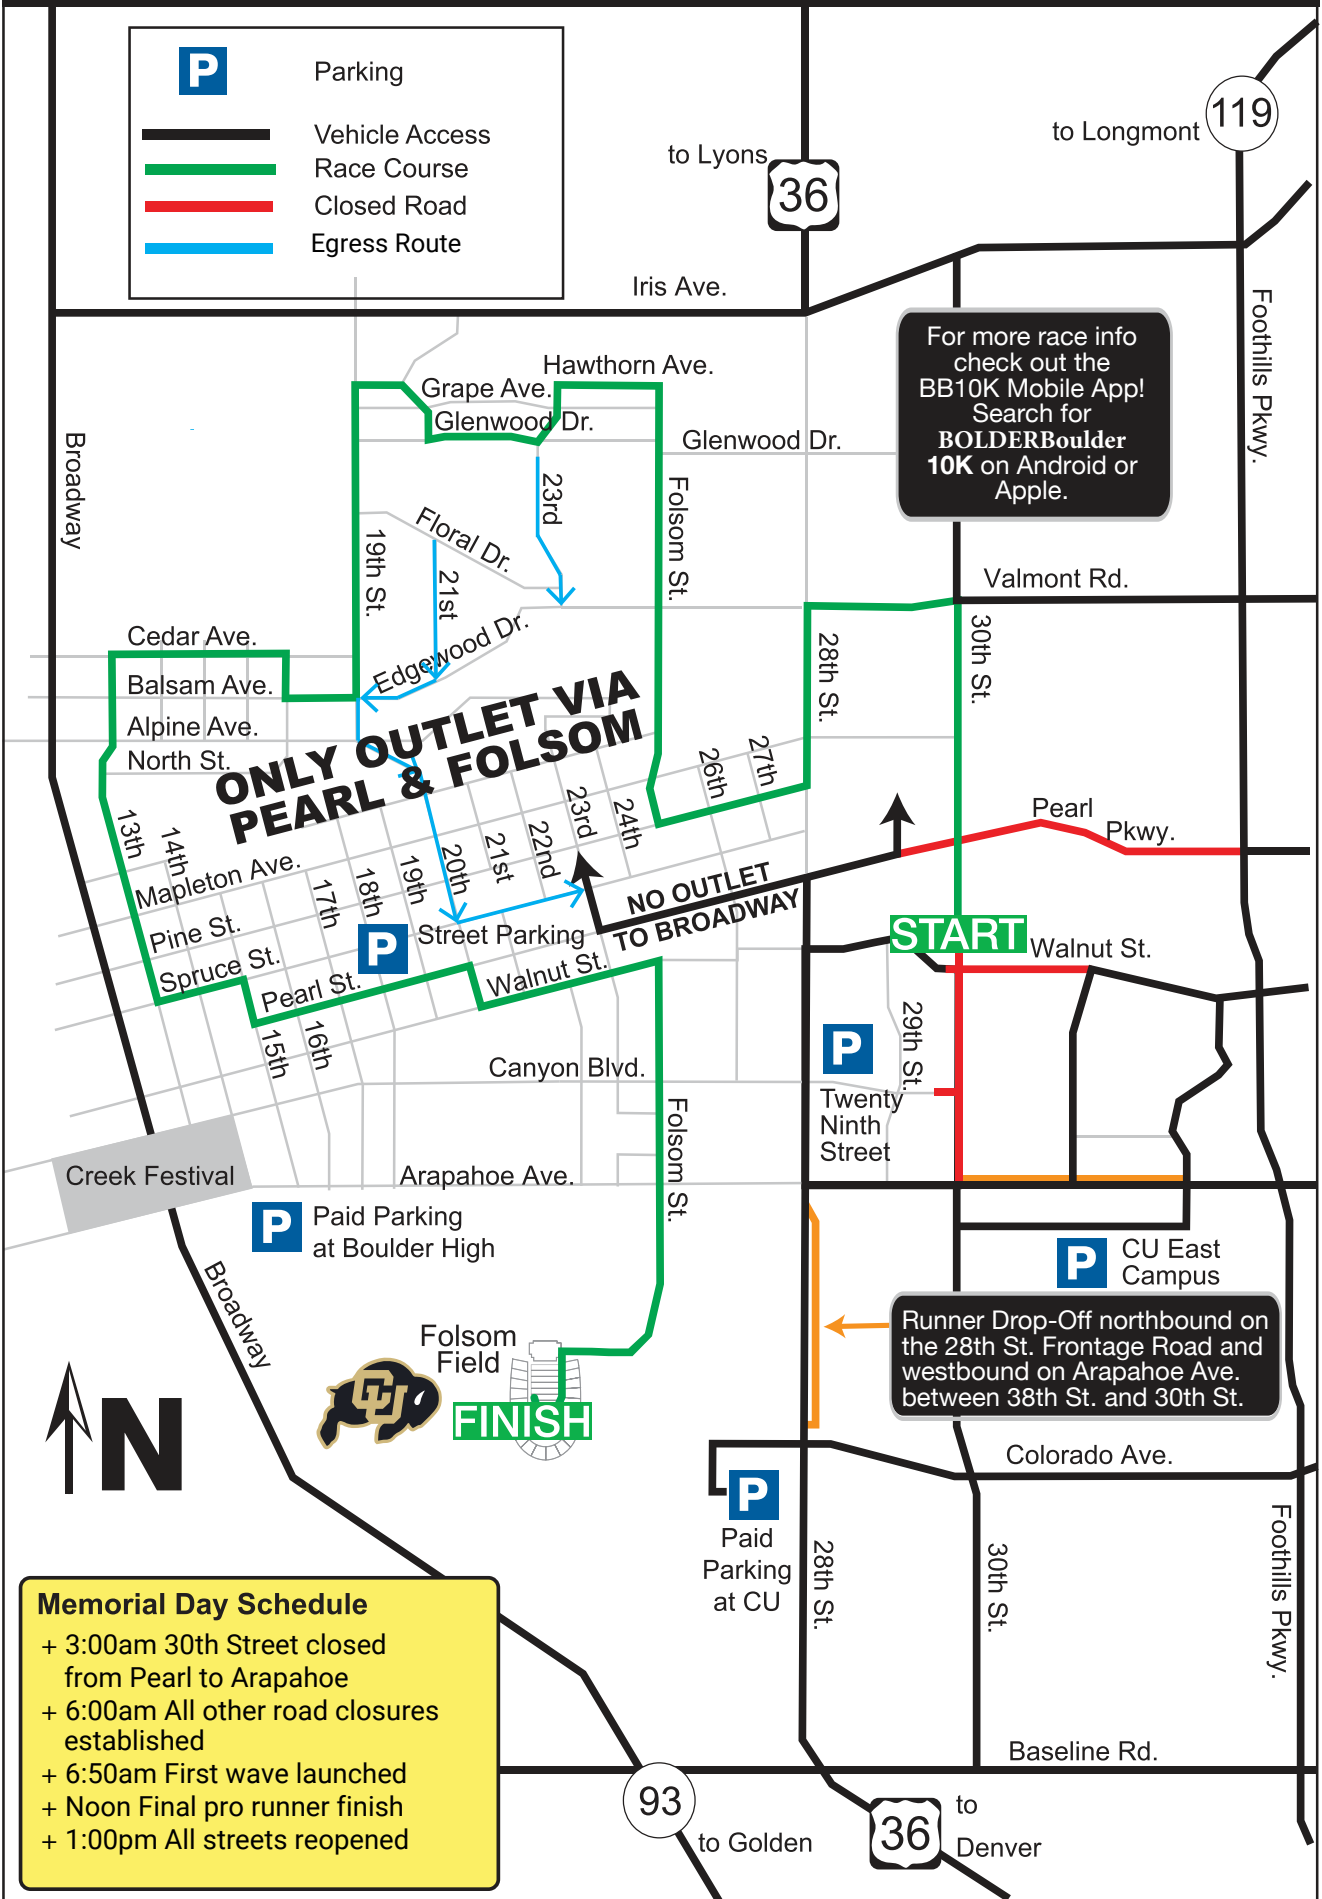 P Parking
Vehicle Access
Race Course
Closed Road
Egress Route
to Lyons
36
to Longmont
119
Iris Ave.
Foothills Pkwy.
For more race info
check out the
BB10K Mobile App!
Search for
BOLDERBoulder
10K on Android or
Apple.
Hawthorn Ave.
Grape Ave.
Glenwood Dr.
Glenwood Dr.
Broadway
23rd
Folsom St.
Floral Dr.
19th St.
21st
Valmont Rd.
Edgewood Dr.
30th St.
28th St.
Cedar Ave.
Balsam Ave.
Alpine Ave.
North St.
ONLY OUTLET VIA
PEARL & FOLSOM
26th
27th
13th
14th
Mapleton Ave.
17th
18th
19th
20th
21st
22nd
23rd
24th
Pearl
Pkwy.
NO OUTLET
TO BROADWAY
START
Walnut St.
Pine St.
Spruce St.
Pearl St.
P
Street Parking
Walnut St.
15th
16th
29th St.
P
Twenty
Ninth
Street
Canyon Blvd.
Folsom St.
Creek Festival
Arapahoe Ave.
P
Paid Parking
at Boulder High
P
CU East
Campus
Broadway
Runner Drop-Off northbound on
the 28th St. Frontage Road and
westbound on Arapahoe Ave.
between 38th St. and 30th St.
Folsom
Field
CU
FINISH
N
Colorado Ave.
P
Paid
Parking
at CU
28th St.
30th St.
Foothills Pkwy.
Memorial Day Schedule
+ 3:00am 30th Street closed
from Pearl to Arapahoe
+ 6:00am All other road closures
established
+ 6:50am First wave launched
+ Noon Final pro runner finish
+ 1:00pm All streets reopened
Baseline Rd.
93
to Golden
36
to
Denver